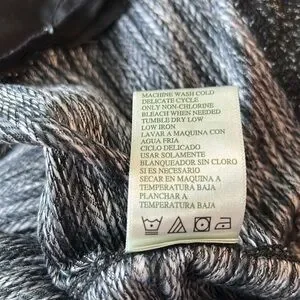 MACHINE WASH COLD
DELICATE CYCLE
ONLY NON-CHLORINE
BLEACH WHEN NEEDED
TUMBLE DRY LOW
LOW IRON
LAVAR A MAQUINA CON
AGUA FRIA
CICLO DELICADO
USAR SOLAMENTE
BLANQUEADOR SIN CLORO
SI ES NECESARIO
SECAR EN MAQUINA A
TEMPERATURA BAJA
PLANCHAR A
TEMPERATURA BAJA